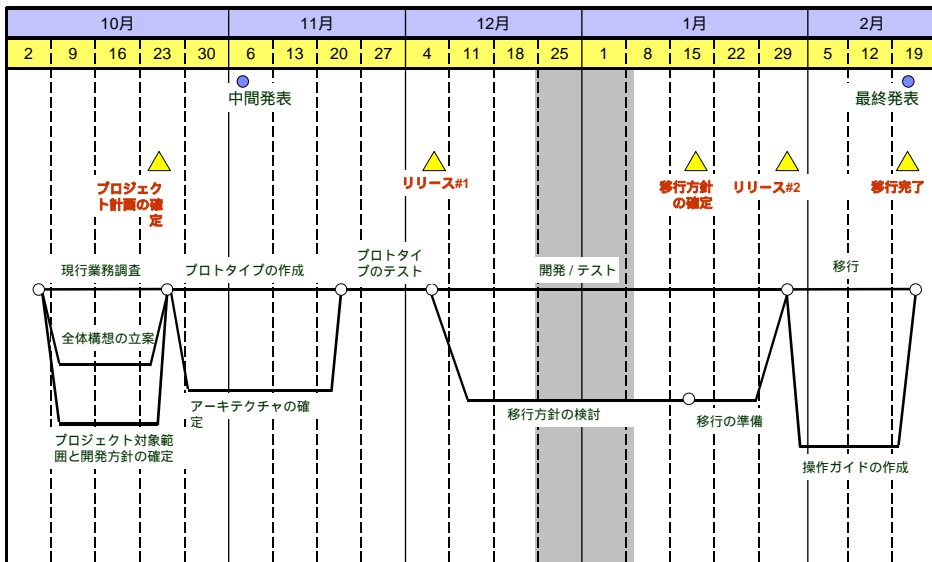 10月 11月 12月 1月 2月
2 9 16 23 30 6 13 20 27 4 11 18 25 1 8 15 22 29 5 12 19
中間発表
最終発表
プロジェク
ト計画の確
定
リリース#1
移行方針
の確定
リリース#2
移行完了
現行業務調査
プロトタイプの作成
プロトタイ
プのテスト
開発 / テスト
移行
全体構想の立案
アーキテクチャの確
定
移行方針の検討
移行の準備
プロジェクト対象範
囲と開発方針の確定
操作ガイドの作成